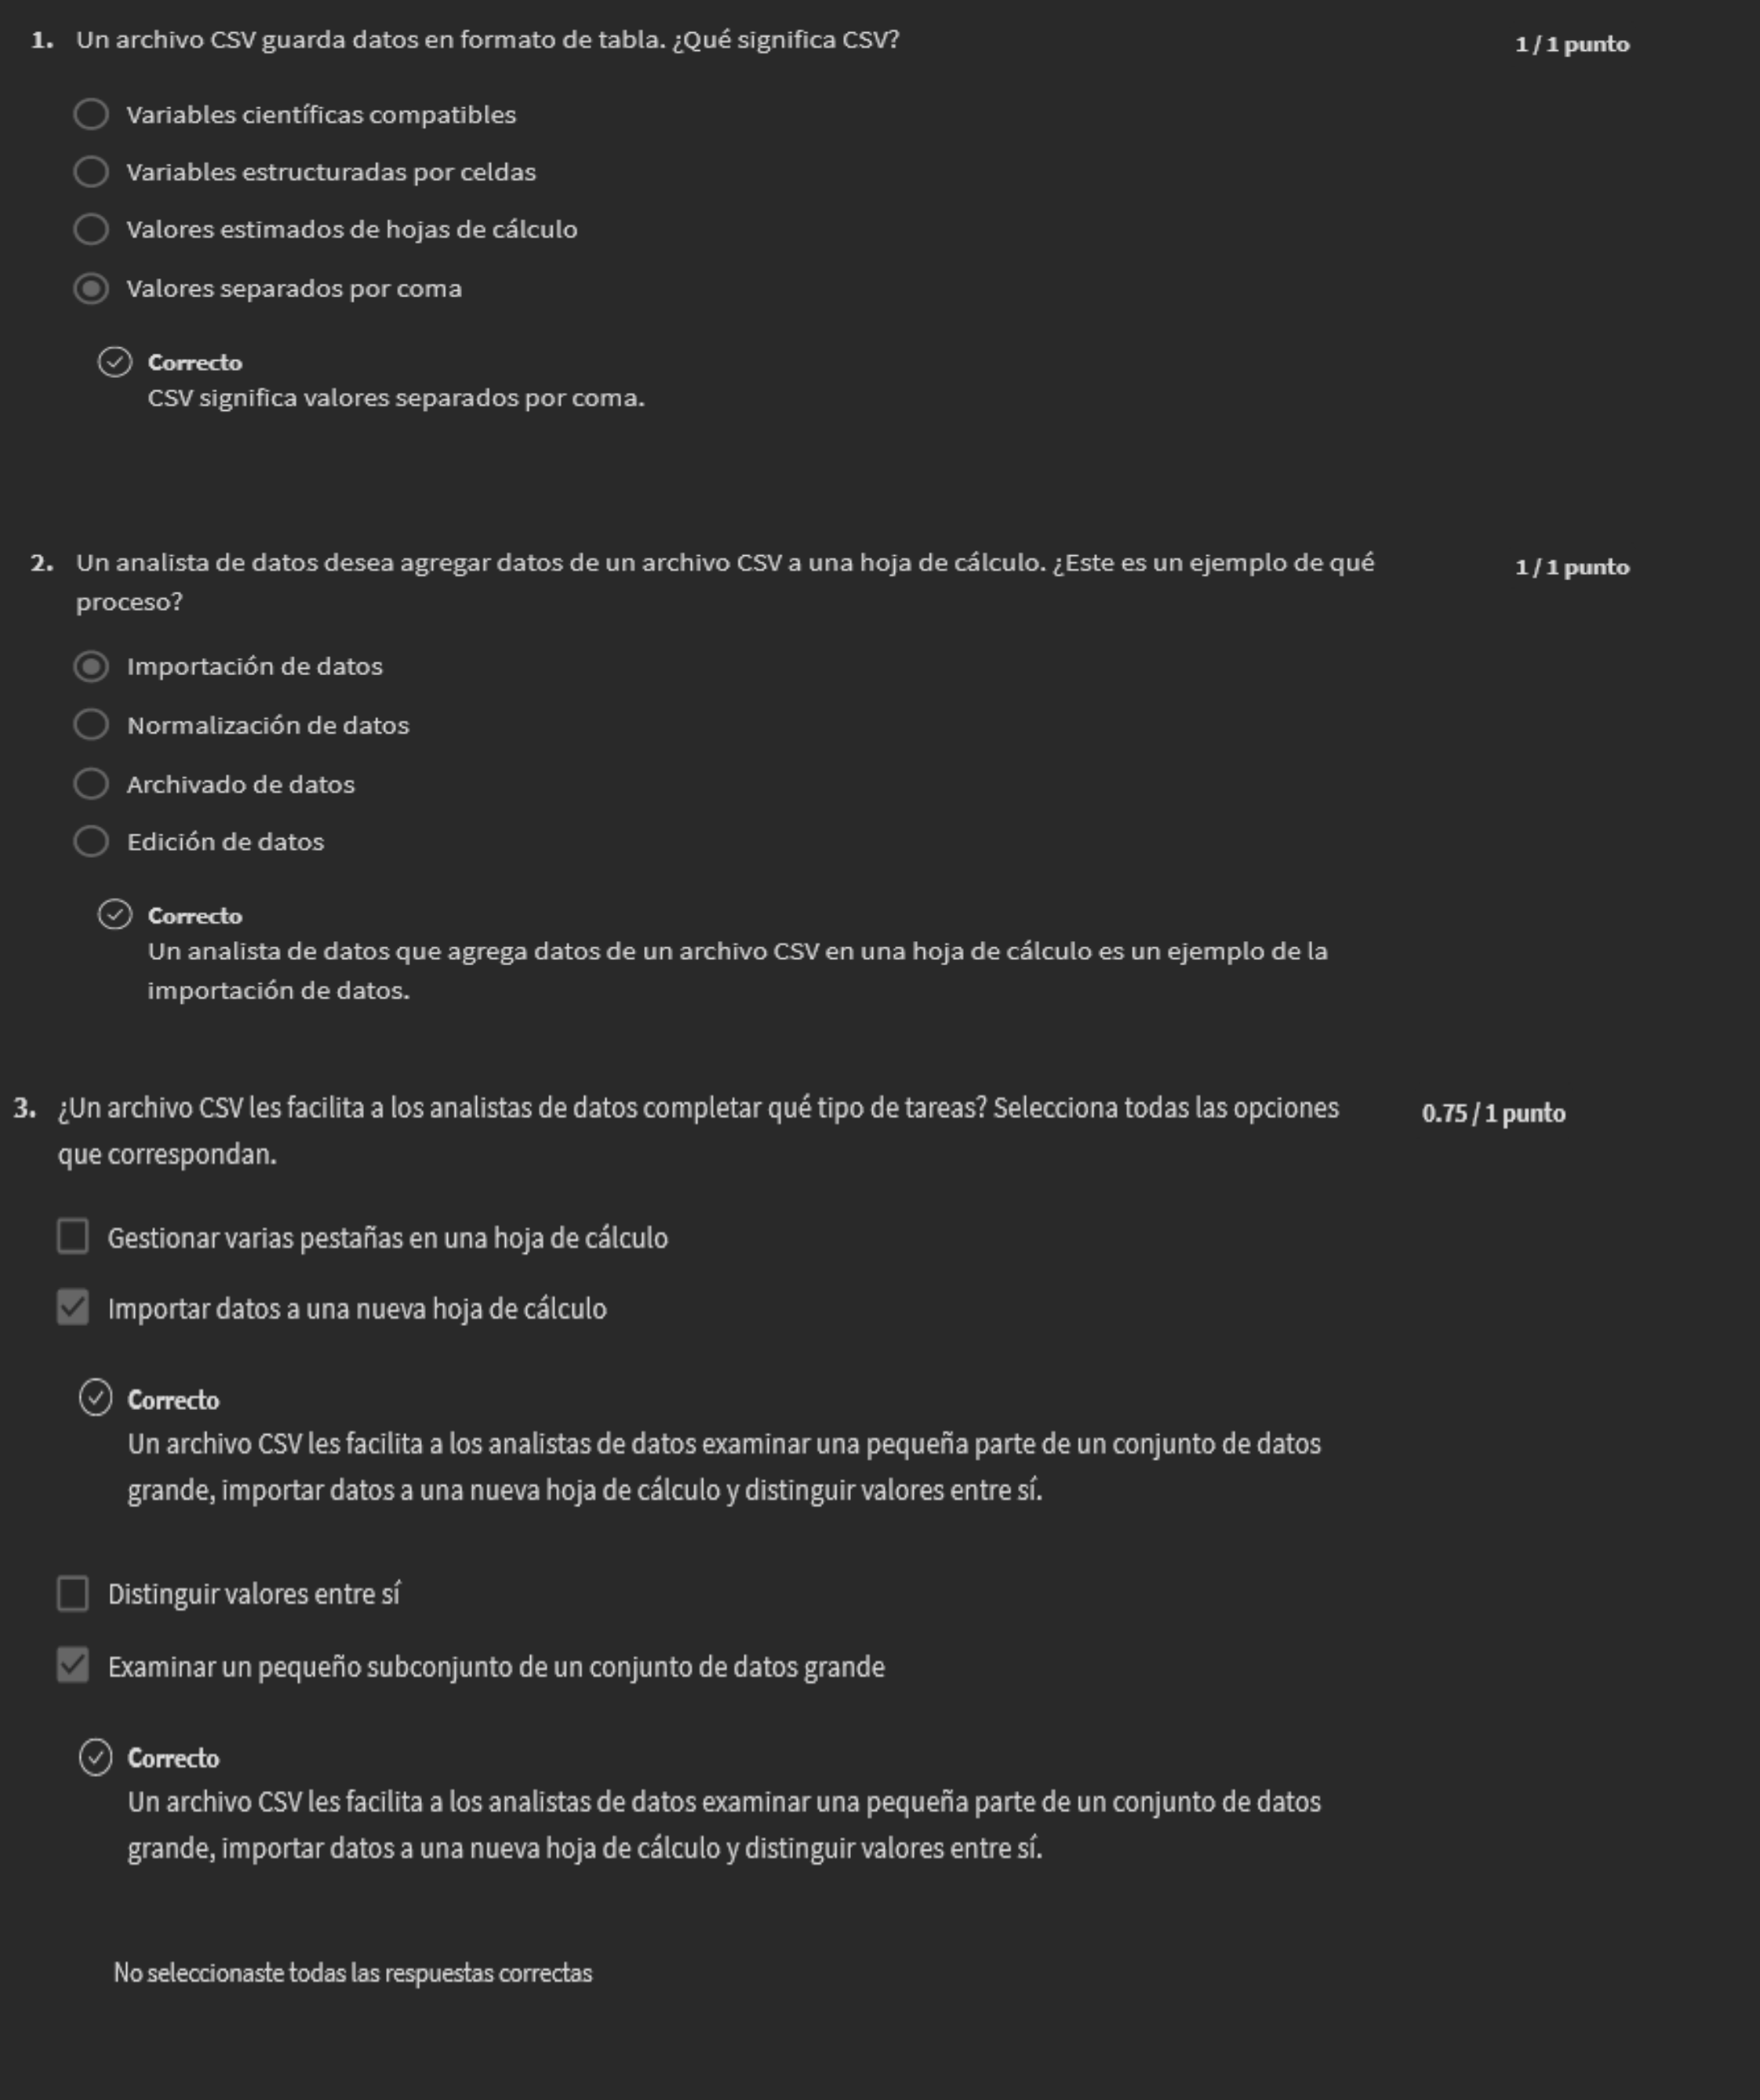 1. Un archivo CSV guarda datos en formato de tabla. ¿Qué significa CSV?
1 / 1 punto
Variables científicas compatibles
Variables estructuradas por celdas
Valores estimados de hojas de cálculo
Valores separados por coma
Correcto
CSV significa valores separados por coma.
2. Un analista de datos desea agregar datos de un archivo CSV a una hoja de cálculo. ¿Este es un ejemplo de qué
proceso?
1 / 1 punto
Importación de datos
Normalización de datos
Archivado de datos
Edición de datos
Correcto
Un analista de datos que agrega datos de un archivo CSV en una hoja de cálculo es un ejemplo de la
importación de datos.
3. ¿Un archivo CSV les facilita a los analistas de datos completar qué tipo de tareas? Selecciona todas las opciones
que correspondan.
0.75 / 1 punto
Gestionar varias pestañas en una hoja de cálculo
Importar datos a una nueva hoja de cálculo
Correcto
Un archivo CSV les facilita a los analistas de datos examinar una pequeña parte de un conjunto de datos
grande, importar datos a una nueva hoja de cálculo y distinguir valores entre sí.
Distinguir valores entre sí
Examinar un pequeño subconjunto de un conjunto de datos grande
Correcto
Un archivo CSV les facilita a los analistas de datos examinar una pequeña parte de un conjunto de datos
grande, importar datos a una nueva hoja de cálculo y distinguir valores entre sí.
No seleccionaste todas las respuestas correctas